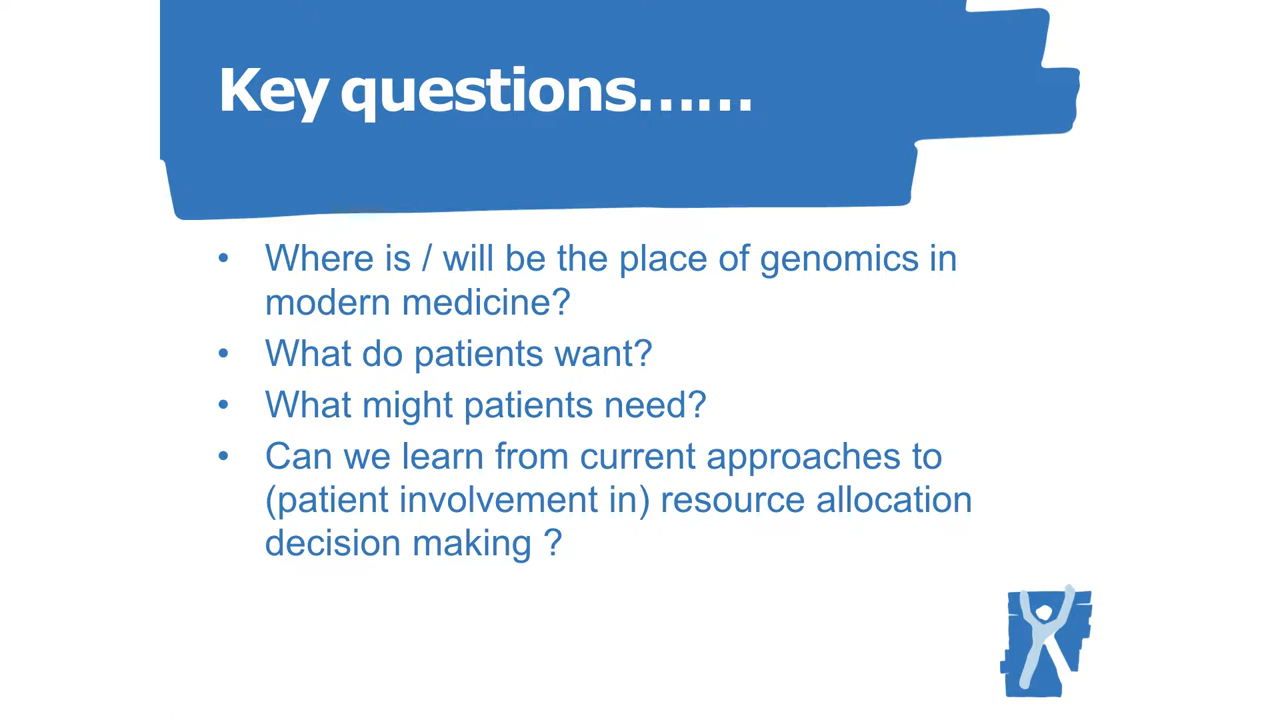 Key questions……
• Where is / will be the place of genomics in
modern medicine?
• What do patients want?
• What might patients need?
• Can we learn from current approaches to
(patient involvement in) resource allocation
decision making ?